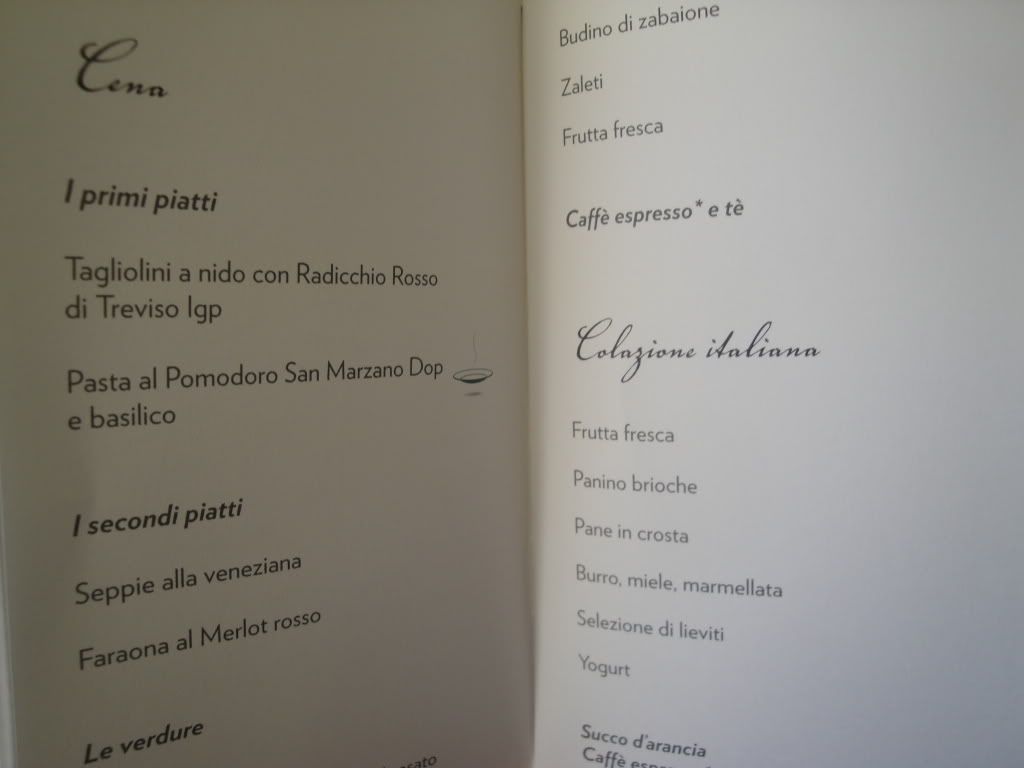 Cena
I primi piatti
Tagliolini a nido con Radicchio Rosso
di Treviso Igp
Pasta al Pomodoro San Marzano Dop
e basilico
I secondi piatti
Seppie alla veneziana
Faraona al Merlot rosso
Le verdure
Budino di zabaione
Zaleti
Frutta fresca
Caffè espresso* e tè
Colazione italiana
Frutta fresca
Panino brioche
Pane in crosta
Burro, miele, marmellata
Selezione di lieviti
Yogurt
Succo d'arancia
Caffè